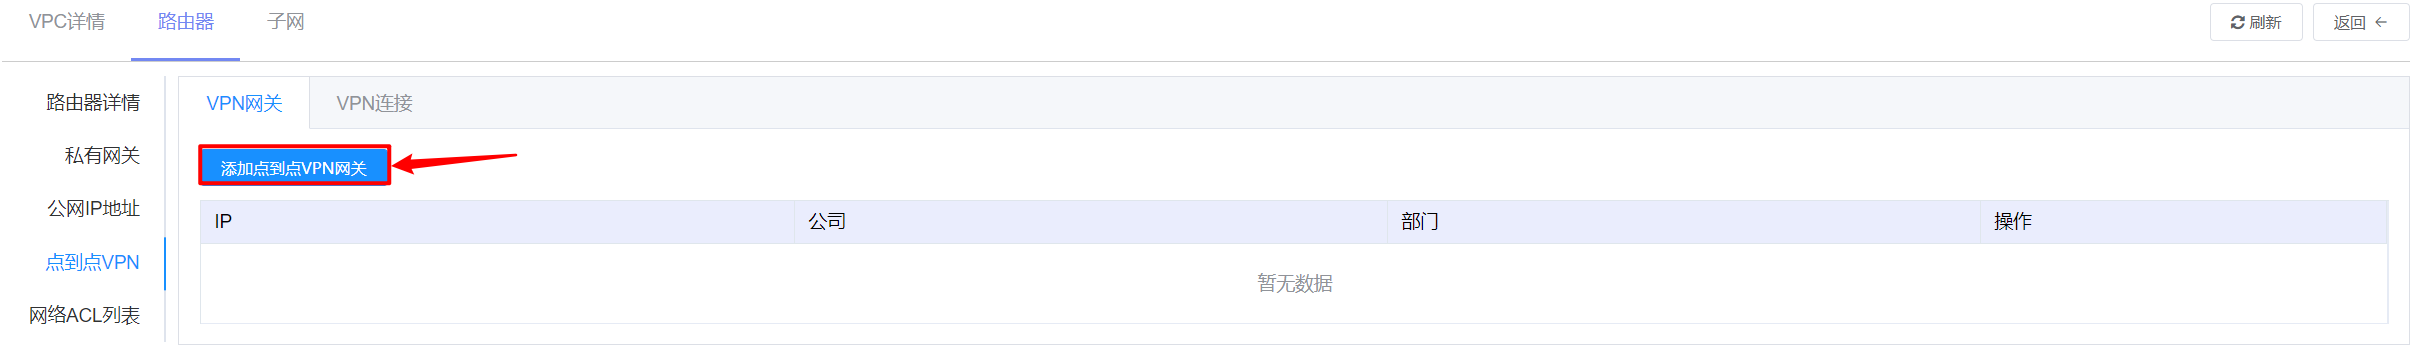 VPC详情 路由器 子网 刷新 返回
路由器详情
私有网关
公网IP地址
点到点VPN
网络ACL列表
VPN网关 VPN连接
添加点到点VPN网关
IP 公司 部门 操作
暂无数据